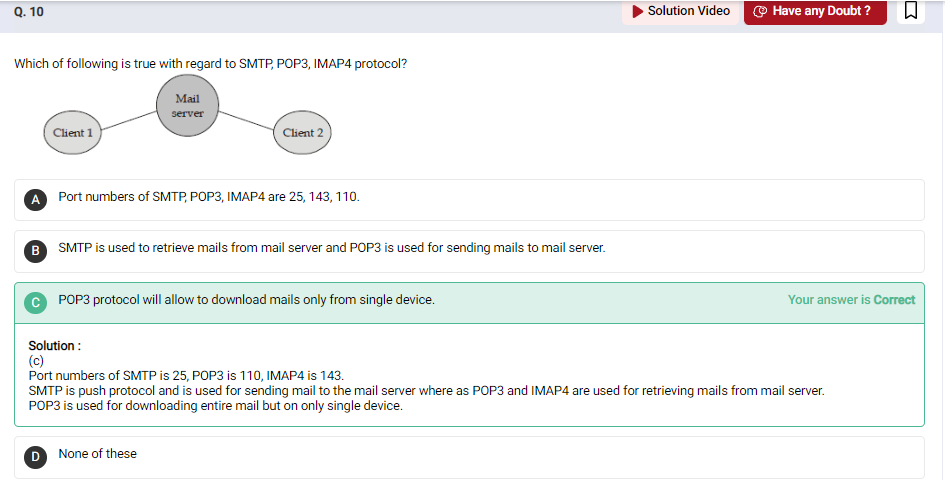 Q. 10
Solution Video
Have any Doubt ?
Which of following is true with regard to SMTP, POP3, IMAP4 protocol?
Mail
server
Client 1
Client 2
A
Port numbers of SMTP, POP3, IMAP4 are 25, 143, 110.
B
SMTP is used to retrieve mails from mail server and POP3 is used for sending mails to mail server.
C
POP3 protocol will allow to download mails only from single device.
Your answer is Correct
Solution :
(c)
Port numbers of SMTP is 25, POP3 is 110, IMAP4 is 143.
SMTP is push protocol and is used for sending mail to the mail server where as POP3 and IMAP4 are used for retrieving mails from mail server.
POP3 is used for downloading entire mail but on only single device.
D
None of these